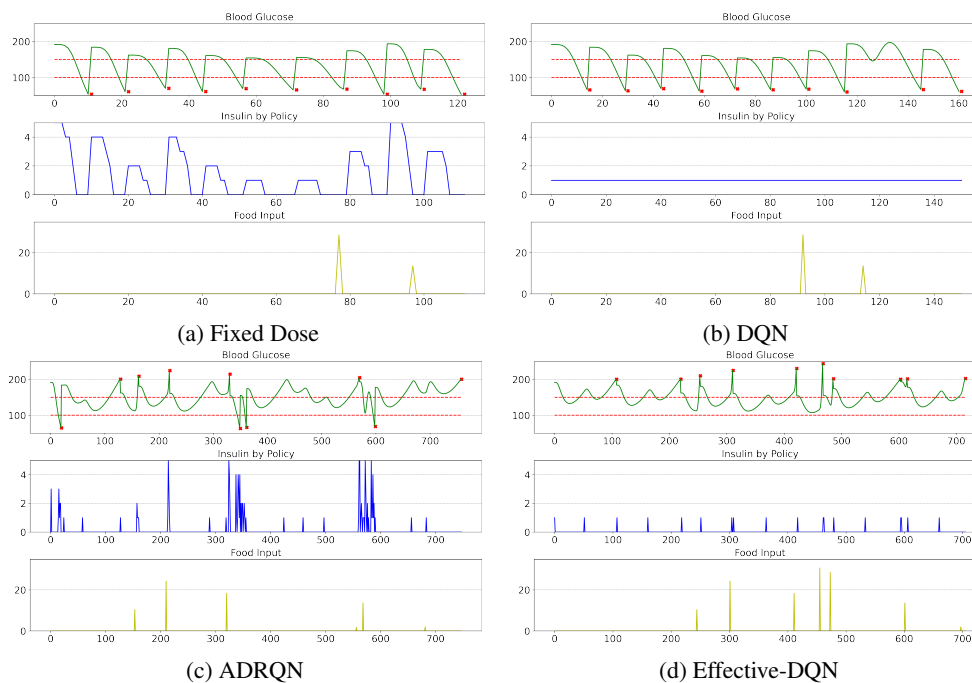 Blood Glucose
200
100
0 20 40 60 80 100 120
Insulin by Policy
4
2
0
0 20 40 60 80 100
Food Input
20
0
0 20 40 60 80 100
(a) Fixed Dose
Blood Glucose
200
100
0 20 40 60 80 100 120 140 160
Insulin by Policy
4
2
0
0 20 40 60 80 100 120 140
Food Input
20
0
0 20 40 60 80 100 120 140
(b) DQN
Blood Glucose
200
100
0 100 200 300 400 500 600 700
Insulin by Policy
4
2
0
0 100 200 300 400 500 600 700
Food Input
20
0
0 100 200 300 400 500 600 700
(c) ADRQN
Blood Glucose
200
100
0 100 200 300 400 500 600 700
Insulin by Policy
4
2
0
0 100 200 300 400 500 600 700
Food Input
20
0
0 100 200 300 400 500 600 700
(d) Effective-DQN